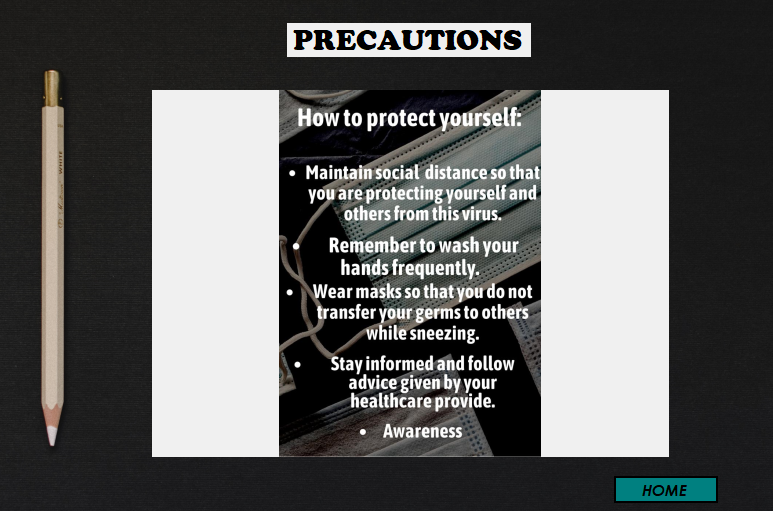 PRECAUTIONS
How to protect yourself:
• Maintain social distance so that
you are protecting yourself and
others from this virus.
• Remember to wash your
hands frequently.
• Wear masks so that you do not
transfer your germs to others
while sneezing.
• Stay informed and follow
advice given by your
healthcare provide.
• Awareness
WHITE
HOME